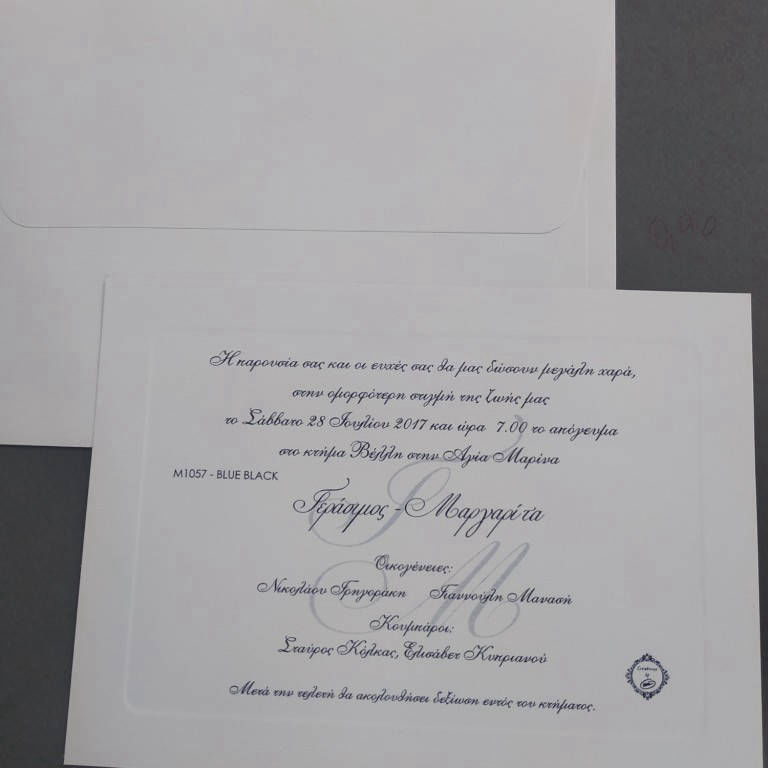 Η παρουσία σας και οι ευχές σας θα μας δώσουν μεγάλη χαρά,
στην ομορφότερη στιγμή της ζωής μας
το Σάββατο 28 Ιουλίου 2017 και ώρα 7.00 το απόγευμα
στο κτήμα Βέλλη στην Αγία Μαρίνα
M1057 - BLUE BLACK
Γεράσιμος - Μαργαρίτα
Γ
Μ
Οικογένειες:
Νικολάου Γρηγοράκη Γιαννούλη Μανασή
Κουμπάροι:
Σταύρος Κόλκας, Ελισάβετ Κυπριανού
Μετά την τελετή θα ακολουθήσει δεξίωση εντός του κτήματος.